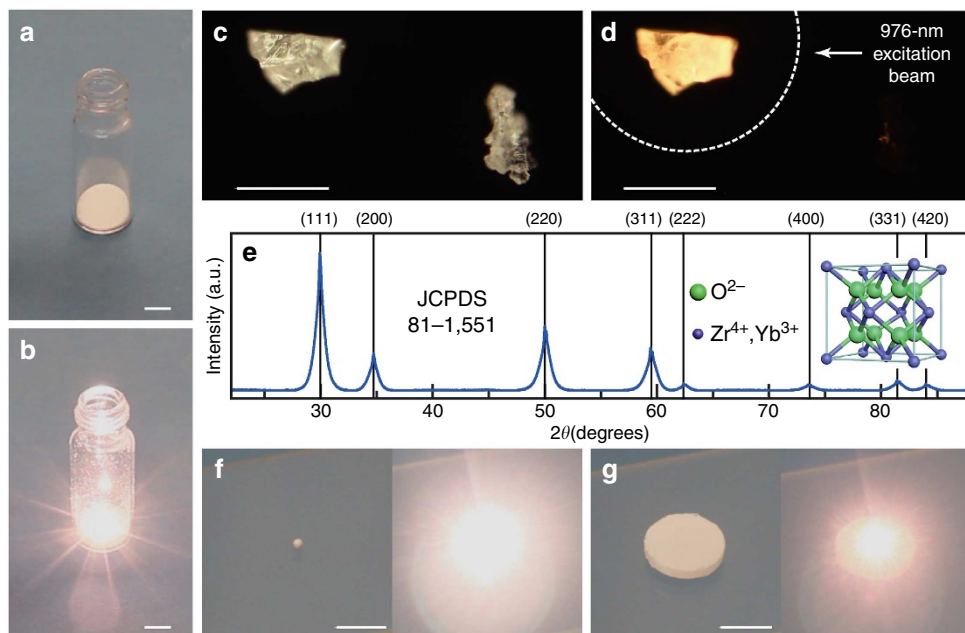 a
c
d
976-nm
excitation
beam
b
(111) (200) (220) (311) (222) (400) (331) (420)
e
Intensity (a.u.)
JCPDS
81–1,551
O2–
Zr4+,Yb3+
30 40 50 60 70 80
2θ(degrees)
f
g